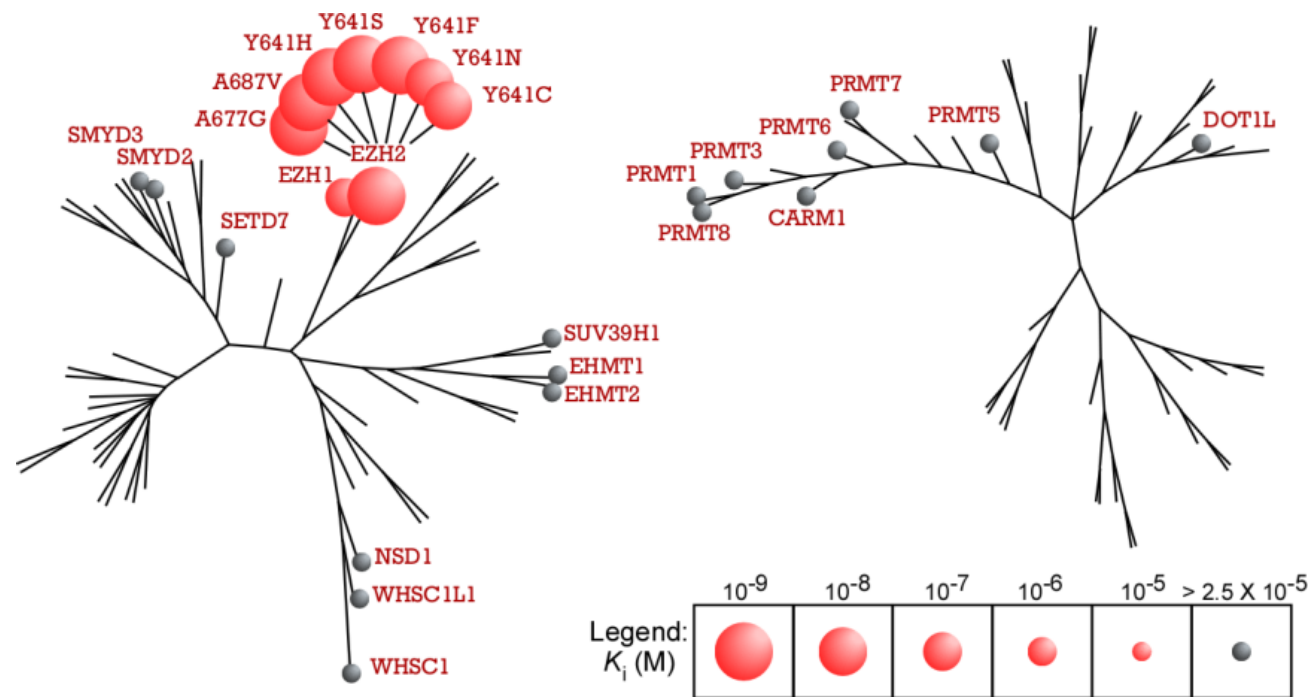 Y641S
Y641F
Y641H
Y641N
A687V
Y641C
A677G
EZH2
EZH1
SMYD3
SMYD2
SETD7
SUV39H1
EHMT1
EHMT2
NSD1
WHSC1L1
WHSC1
PRMT7
PRMT5
DOT1L
PRMT6
PRMT3
PRMT1
CARM1
PRMT8
10-9 10-8 10-7 10-6 10-5 > 2.5 X 10-5
Legend:
Ki (M)